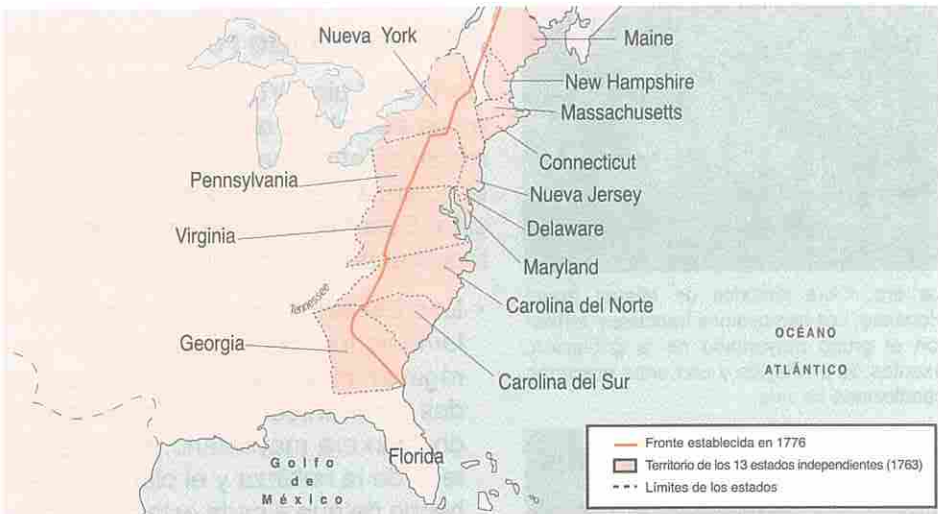 Nueva York
Maine
New Hampshire
Massachusetts
Connecticut
Pennsylvania
Nueva Jersey
Delaware
Virginia
Maryland
Tennessee
Carolina del Norte
Georgia
Carolina del Sur
OCÉANO
ATLÁNTICO
Florida
Golfo
de
México
Fronte establecida en 1776
Territorio de los 13 estados independientes (1763)
Límites de los estados